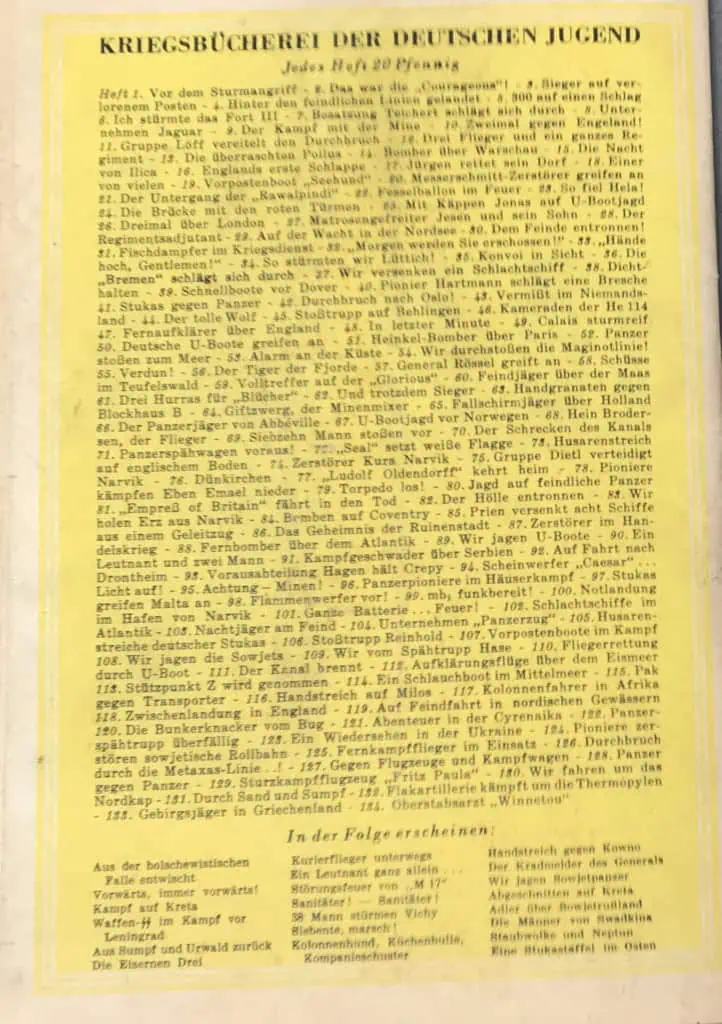 KRIEGSBÜCHEREI DER DEUTSCHEN JUGEND
Jedes Heft 20 Pfennig
Heft 1. Vor dem Sturmangriff - 2. Das war die „Courageous“! - 3. Sieger auf ver-
lorenem Posten - 4. Hinter den feindlichen Linien gelandet - 5. 300 auf einen Schlag
6. Ich stürmte das Fort III - 7. Besatzung Teichert schlägt sich durch - 8. Unter-
nehmen Jaguar - 9. Der Kampf mit der Mine - 10. Zweimal gegen Engeland!
11. Gruppe Löff vereitelt den Durchbruch - 12. Drei Flieger und ein ganzes Re-
giment - 13. Die überraschten Poilus - 14. Bomber über Warschau - 15. Die Nacht
von Ilica - 16. Englands erste Schlappe - 17. Jürgen rettet sein Dorf - 18. Einer
von vielen - 19. Vorpostenboot „Seehund“ - 20. Messerschmitt-Zerstörer greifen an
21. Der Untergang der „Rawalpindi“ - 22. Fesselballon im Feuer - 23. So fiel Hela!
24. Die Brücke mit den roten Türmen - 25. Mit Käppen Jonas auf U-Bootjagd
26. Dreimal über London - 27. Matrosengefreiter Jesen und sein Sohn - 28. Der
Regimentsadjutant - 29. Auf der Wacht in der Nordsee - 30. Dem Feinde entronnen!
31. Fischdampfer im Kriegsdienst - 32. „Morgen werden Sie erschossen!“ - 33. „Hände
hoch, Gentlemen!“ - 34. So stürmten wir Lüttich! - 35. Konvoi in Sicht - 36. Die
„Bremen“ schlägt sich durch - 37. Wir versenken ein Schlachtschiff - 38. Dicht-
halten - 39. Schnellboote vor Dover - 40. Pionier Hartmann schlägt eine Bresche
41. Stukas gegen Panzer - 42. Durchbruch nach Oslo! - 43. Vermißt im Niemands-
land - 44. Der tolle Wolf - 45. Stoßtrupp auf Behlingen - 46. Kameraden der He 114
47. Fernaufklärer über England - 48. In letzter Minute - 49. Calais sturmreif
50. Deutsche U-Boote greifen an - 51. Heinkel-Bomber über Paris - 52. Panzer
stoßen zum Meer - 53. Alarm an der Küste - 54. Wir durchstoßen die Maginotlinie!
55. Verdun! - 56. Der Tiger der Fjorde - 57. General Rössel greift an - 58. Schüsse
im Teufelswald - 59. Volltreffer auf der „Glorious“ - 60. Feindjäger über der Maas
61. Drei Hurras für „Blücher“ - 62. Und trotzdem Sieger - 63. Handgranaten gegen
Blockhaus B - 64. Giftzwerg, der Minenmixer - 65. Fallschirmjäger über Holland
66. Der Panzerjäger von Abbéville - 67. U-Bootjagd vor Norwegen - 68. Hein Broder-
sen, der Flieger - 69. Siebzehn Mann stoßen vor - 70. Der Schrecken des Kanals
71. Panzerspähwagen voraus! - 72. „Seal“ setzt weiße Flagge - 73. Husarenstreich
auf englischem Boden - 74. Zerstörer Kurs Narvik - 75. Gruppe Dietl verteidigt
Narvik - 76. Dünkirchen - 77. „Ludolf Oldendorff“ kehrt heim - 78. Pioniere
kämpfen Eben Emael nieder - 79. Torpedo los! - 80. Jagd auf feindliche Panzer
81. „Empreß of Britain“ fährt in den Tod - 82. Der Hölle entronnen - 83. Wir
holen Erz aus Narvik - 84. Bomben auf Coventry - 85. Prien versenkt acht Schiffe
aus einem Geleitzug - 86. Das Geheimnis der Ruinenstadt - 87. Zerstörer im Han-
delskrieg - 88. Fernbomber über dem Atlantik - 89. Wir jagen U-Boote - 90. Ein
Leutnant und zwei Mann - 91. Kampfgeschwader über Serbien - 92. Auf Fahrt nach
Drontheim - 93. Vorausabteilung Hagen hält Crepy - 94. Scheinwerfer „Caesar“ ...
Licht auf! - 95. Achtung - Minen! - 96. Panzerpioniere im Häuserkampf - 97. Stukas
greifen Malta an - 98. Flammenwerfer vor! - 99. mb, funkbereit! - 100. Notlandung
im Hafen von Narvik - 101. Ganze Batterie ... Feuer! - 102. Schlachtschiffe im
Atlantik - 103. Nachtjäger am Feind - 104. Unternehmen „Panzerzug“ - 105. Husaren-
streiche deutscher Stukas - 106. Stoßtrupp Reinhold - 107. Vorpostenboote im Kampf
108. Wir jagen die Sowjets - 109. Wir vom Spähtrupp Hase - 110. Fliegerrettung
durch U-Boot - 111. Der Kanal brennt - 112. Aufklärungsflüge über dem Eismeer
113. Stützpunkt Z wird genommen - 114. Ein Schlauchboot im Mittelmeer - 115. Pak
gegen Transporter - 116. Handstreich auf Milos - 117. Kolonnenfahrer in Afrika
118. Zwischenlandung in England - 119. Auf Feindfahrt in nordischen Gewässern
120. Die Bunkerknacker vom Bug - 121. Abenteuer in der Cyrenaika - 122. Panzer-
spähtrupp überfällig - 123. Ein Wiedersehen in der Ukraine - 124. Pioniere zer-
stören sowjetische Rollbahn - 125. Fernkampfflieger im Einsatz - 126. Durchbruch
durch die Metaxas-Linie ..! - 127. Gegen Flugzeuge und Kampfwagen - 128. Panzer
gegen Panzer - 129. Sturzkampfflugzeug „Fritz Paula“ - 130. Wir fahren um das
Nordkap - 131. Durch Sand und Sumpf - 132. Flakartillerie kämpft um die Thermopylen
- 133. Gebirgsjäger in Griechenland - 134. Oberstabsarzt „Winnetou“
In der Folge erscheinen:
Aus der bolschewistischen
Falle entwischt
Vorwärts, immer vorwärts!
Kampf auf Kreta
Waffen-SS im Kampf vor
Leningrad
Aus Sumpf und Urwald zurück
Die Eisernen Drei
Kurierflieger unterwegs
Ein Leutnant ganz allein ...
Störungsfeuer von „M 17“
Sanitäter! — Sanitäter!
38 Mann stürmen Vichy
Siebente, marsch!
Kolonnenhund, Küchenbulle,
Kompanieschuster
Handstreich gegen Kowno
Der Kradmelder des Generals
Wir jagen Sowjetpanzer
Abgeschnitten auf Kreta
Adler über Sowjetrußland
Die Männer von Swadkina
Staubwolke und Neptun
Eine Stukastaffel im Osten